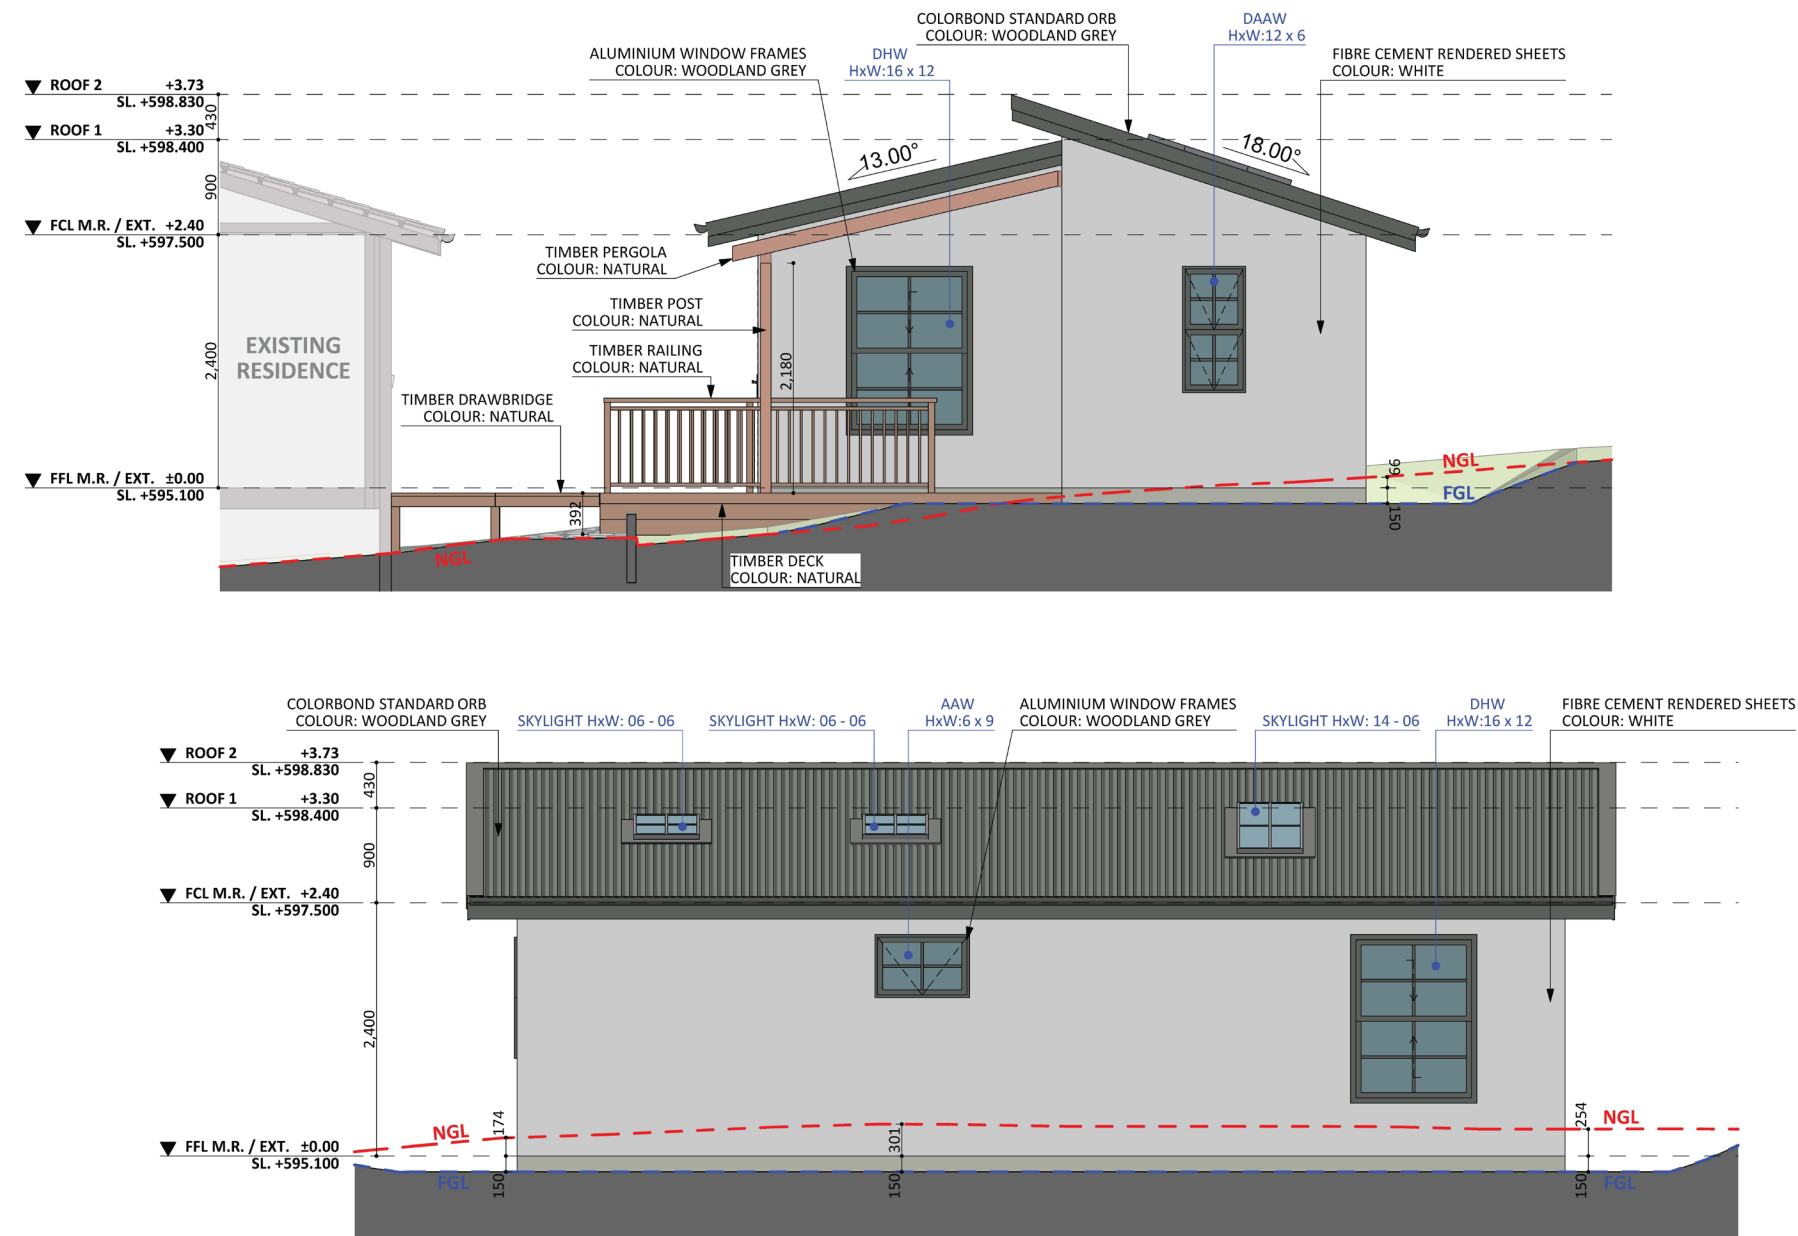 COLORBOND STANDARD ORB
COLOUR: WOODLAND GREY
DAAW
HxW:12 x 6
ALUMINIUM WINDOW FRAMES
COLOUR: WOODLAND GREY
DHW
HxW:16 x 12
FIBRE CEMENT RENDERED SHEETS
COLOUR: WHITE
ROOF 2 +3.73
SL. +598.830
430
ROOF 1 +3.30
SL. +598.400
13.00°
18.00°
900
FCL M.R. / EXT. +2.40
SL. +597.500
TIMBER PERGOLA
COLOUR: NATURAL
TIMBER POST
COLOUR: NATURAL
EXISTING
RESIDENCE
2,400
TIMBER RAILING
COLOUR: NATURAL
2,180
TIMBER DRAWBRIDGE
COLOUR: NATURAL
FFL M.R. / EXT. ±0.00
SL. +595.100
99
NGL
FGL
150
392
NGL
TIMBER DECK
COLOUR: NATURAL
COLORBOND STANDARD ORB
COLOUR: WOODLAND GREY
SKYLIGHT HxW: 06 - 06
SKYLIGHT HxW: 06 - 06
AAW
HxW:6 x 9
ALUMINIUM WINDOW FRAMES
COLOUR: WOODLAND GREY
SKYLIGHT HxW: 14 - 06
DHW
HxW:16 x 12
FIBRE CEMENT RENDERED SHEETS
COLOUR: WHITE
ROOF 2 +3.73
SL. +598.830
430
ROOF 1 +3.30
SL. +598.400
900
FCL M.R. / EXT. +2.40
SL. +597.500
2,400
NGL
174
301
254
NGL
FFL M.R. / EXT. ±0.00
SL. +595.100
FGL
150
150
150
FGL